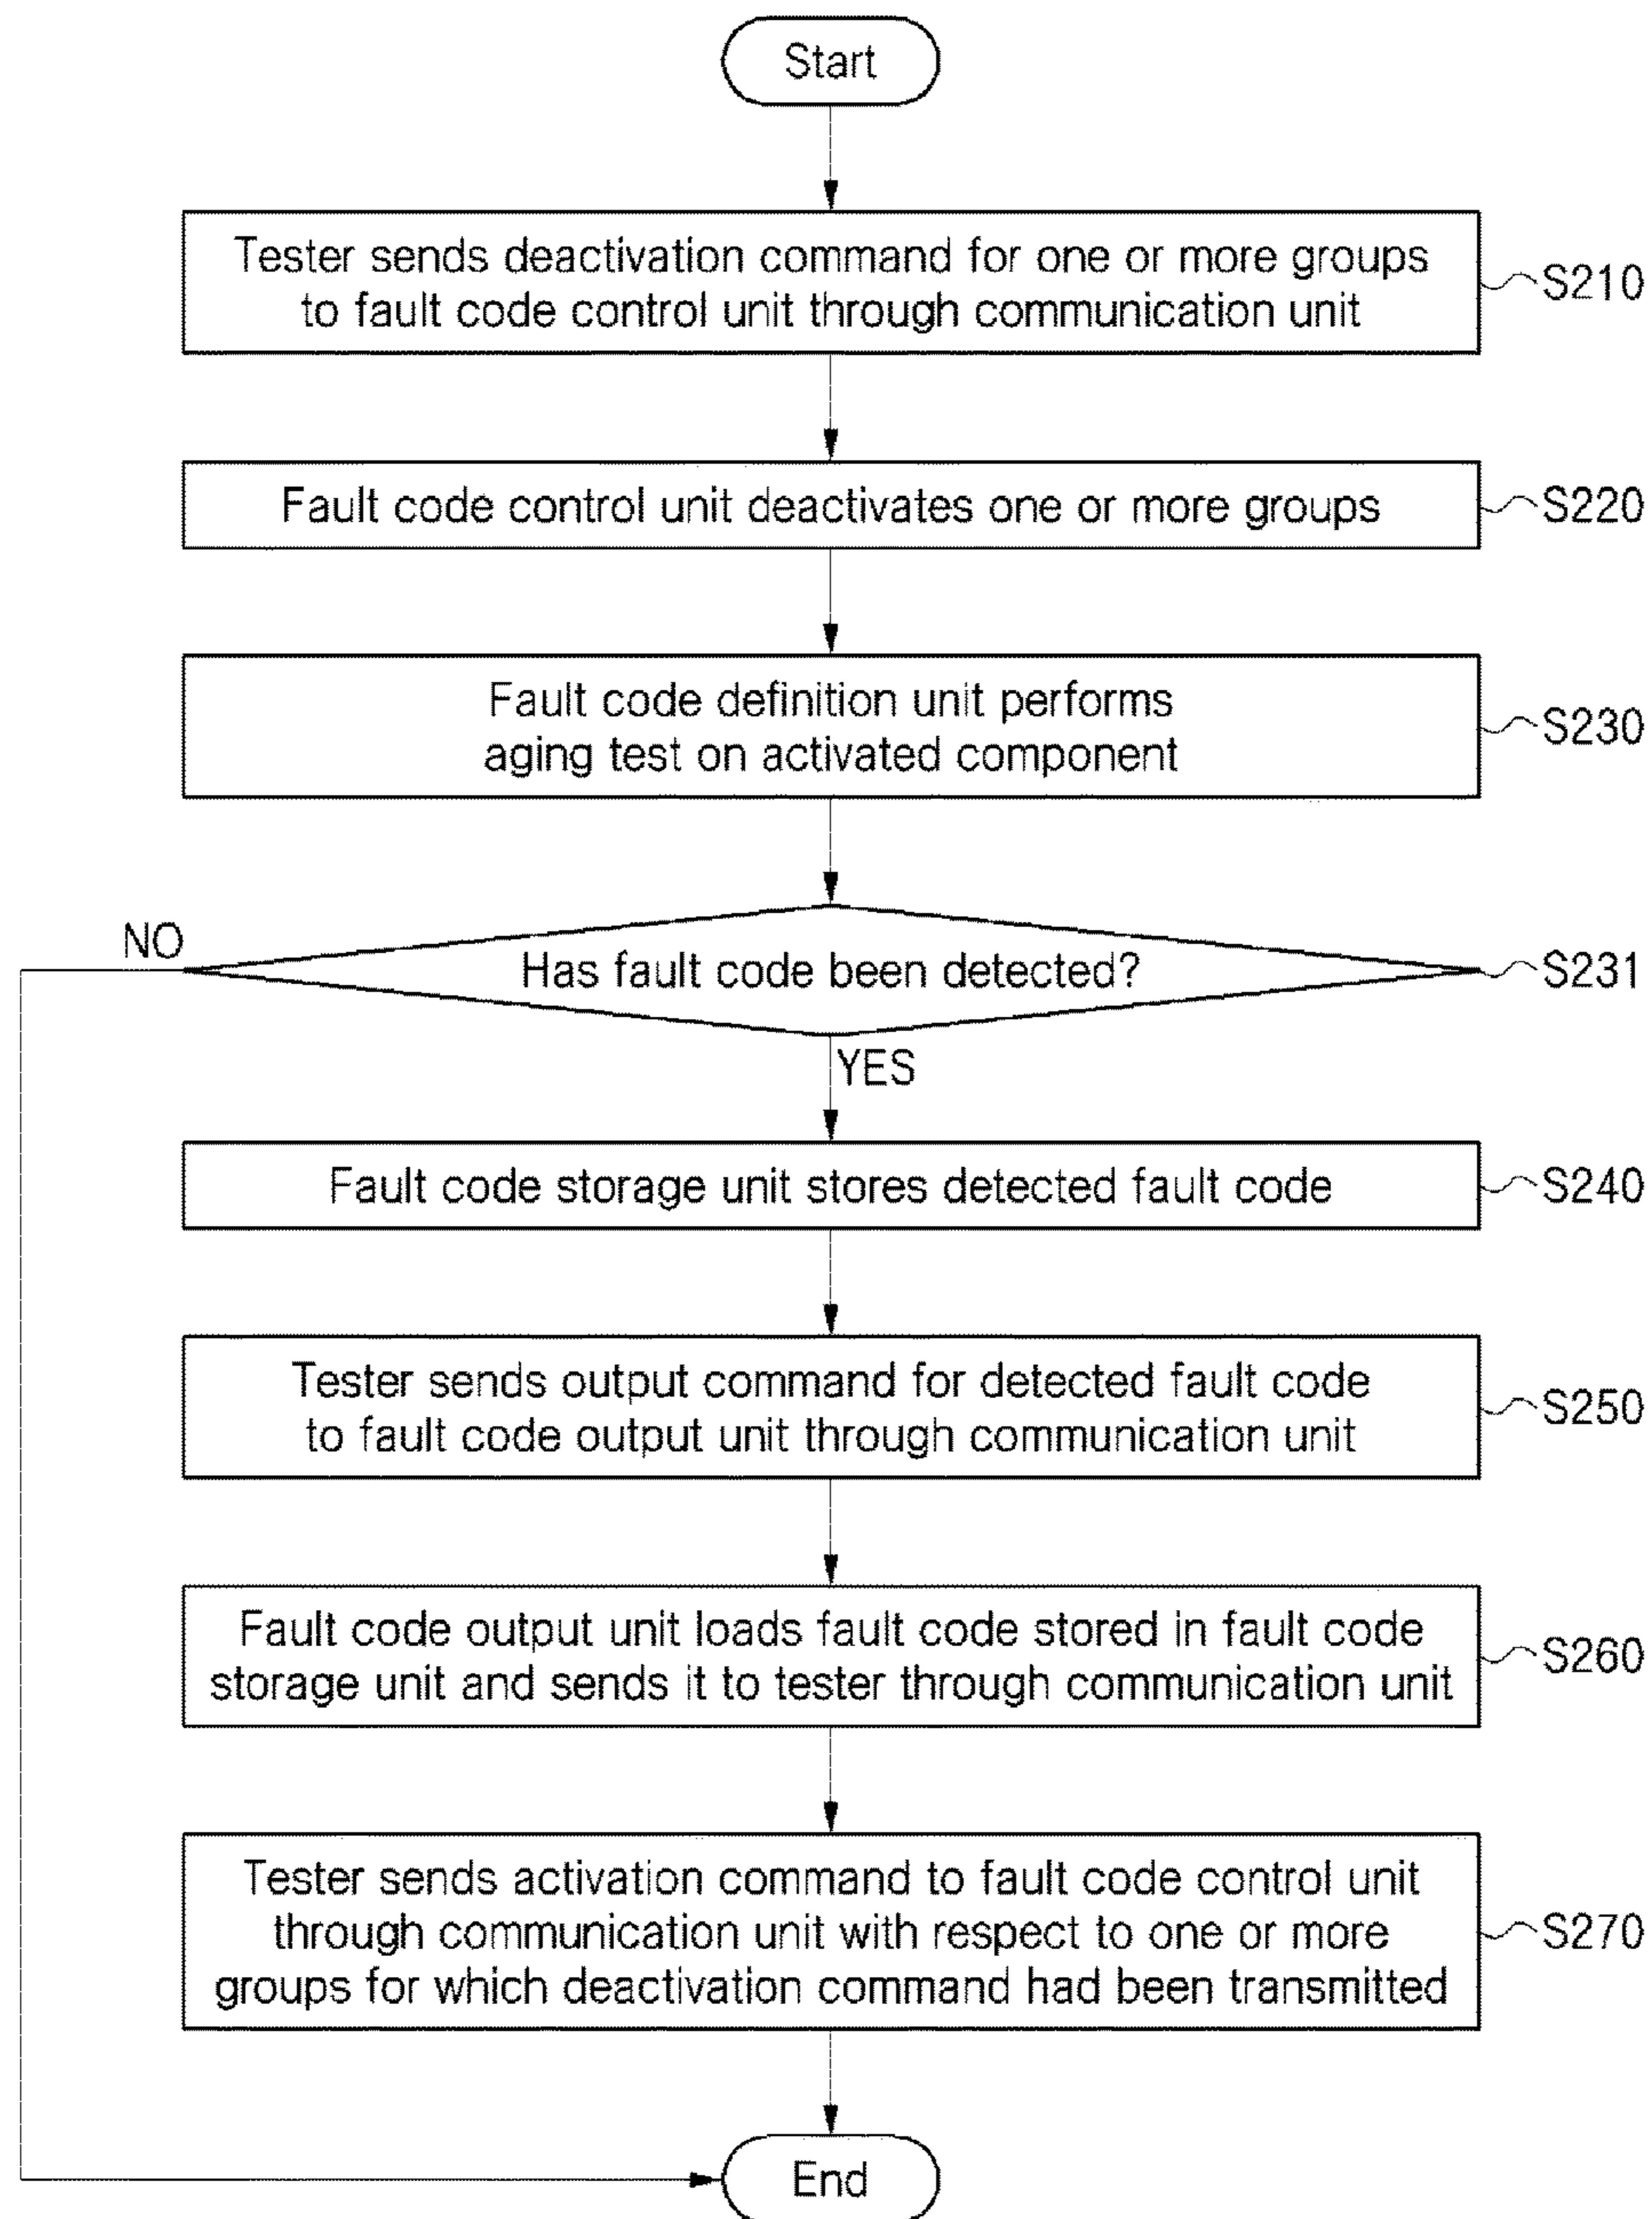 Start
Tester sends deactivation command for one or more groups
to fault code control unit through communication unit
S210
Fault code control unit deactivates one or more groups
S220
Fault code definition unit performs
aging test on activated component
S230
NO
Has fault code been detected?
S231
YES
Fault code storage unit stores detected fault code
S240
Tester sends output command for detected fault code
to fault code output unit through communication unit
S250
Fault code output unit loads fault code stored in fault code
storage unit and sends it to tester through communication unit
S260
Tester sends activation command to fault code control unit
through communication unit with respect to one or more
groups for which deactivation command had been transmitted
S270
End